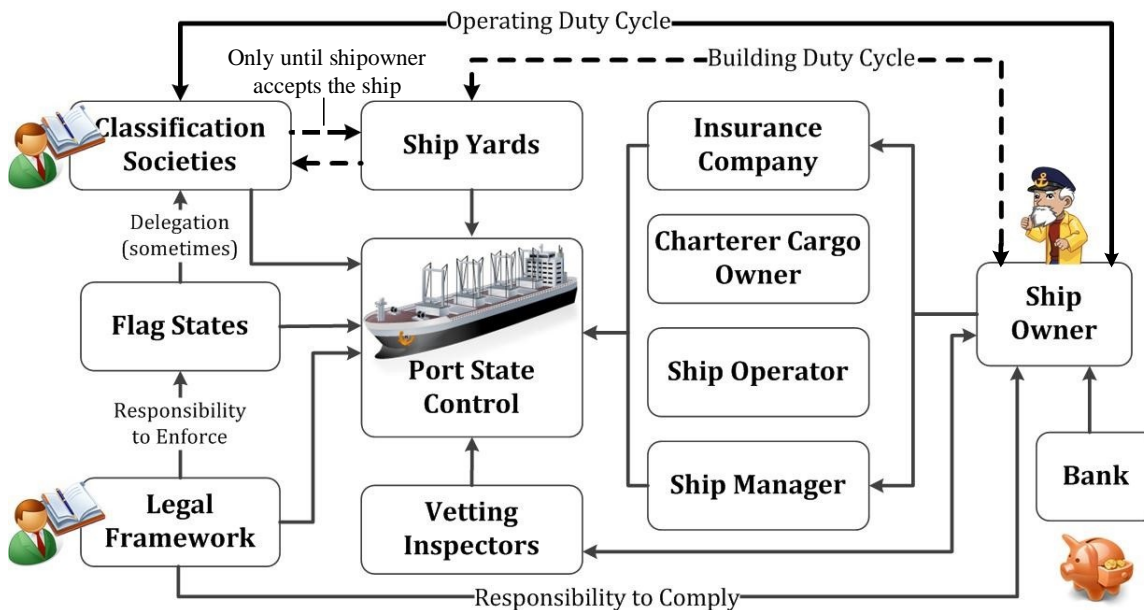 Operating Duty Cycle
Only until shipowner
accepts the ship
Building Duty Cycle
Classification
Societies
Ship Yards
Insurance
Company
Delegation
(sometimes)
Charterer Cargo
Owner
Flag States
Port State
Control
Ship Operator
Ship
Owner
Responsibility
to Enforce
Legal
Framework
Vetting
Inspectors
Ship Manager
Bank
Responsibility to Comply